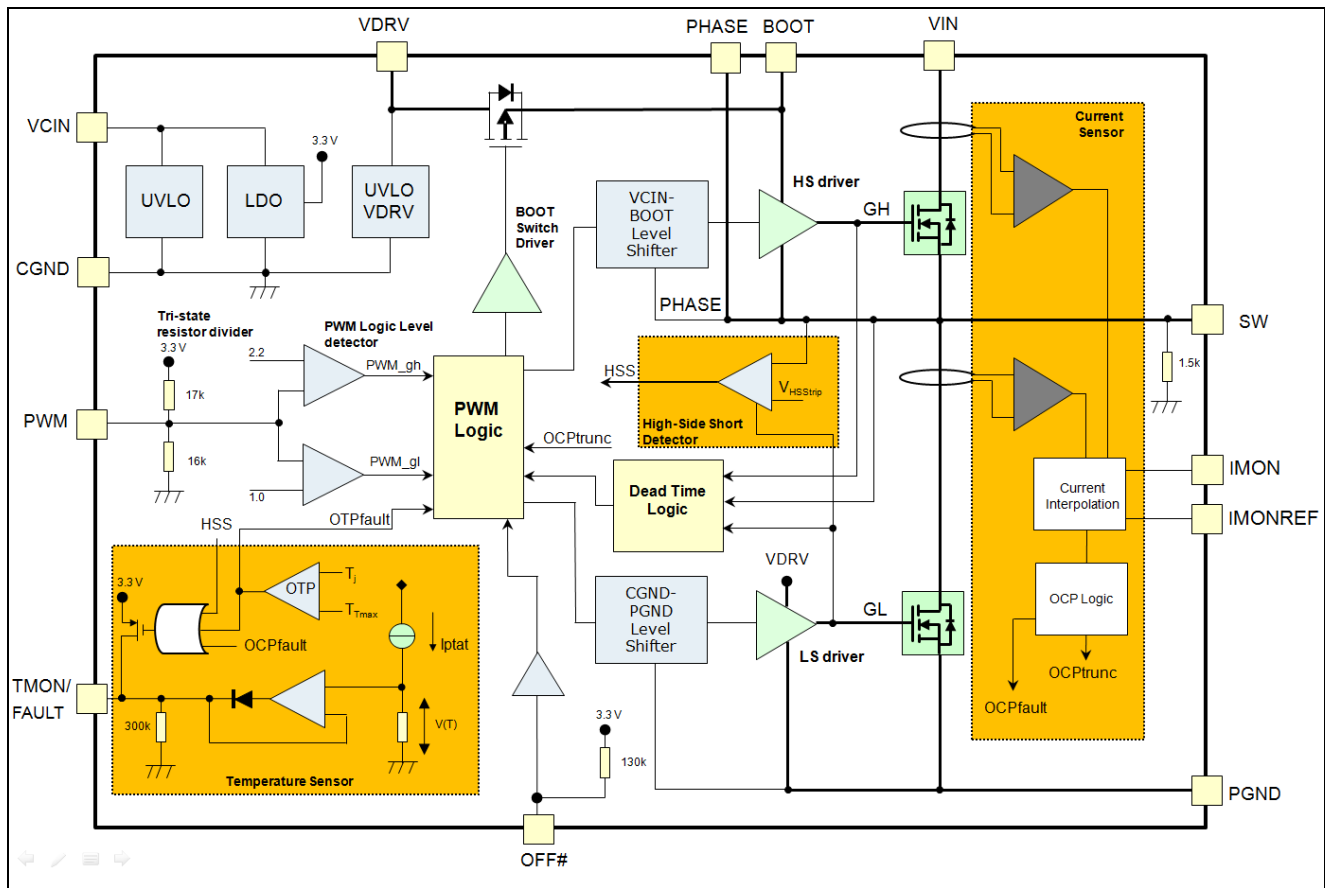 VDRV
PHASE
BOOT
VIN
VCIN
3.3 V
UVLO
LDO
UVLO
VDRV
BOOT
Switch
Driver
VCIN-
BOOT
Level
Shifter
HS driver
GH
Current
Sensor
CGND
PHASE
SW
1.5k
Tri-state
resistor divider
3.3 V
17k
16k
PWM
PWM Logic Level
detector
2.2
PWM_gh
PWM_gl
1.0
PWM
Logic
HSS
VHSStrip
High-Side Short
Detector
OCPtrunc
Dead Time
Logic
Current
Interpolation
IMON
IMONREF
OCP Logic
OCPtrunc
OCPfault
HSS
OTPfault
3.3 V
OTP
Tj
TTmax
OCPfault
Iptat
TMON/
FAULT
300k
V(T)
Temperature Sensor
CGND-
PGND
Level
Shifter
VDRV
GL
LS driver
3.3 V
130k
PGND
OFF#